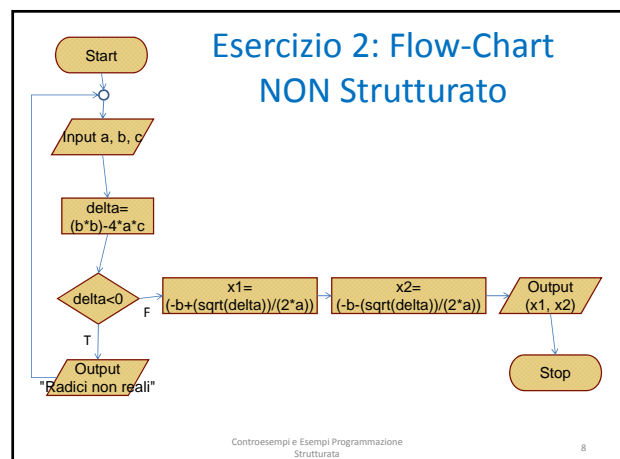 Esercizio 2: Flow-Chart
NON Strutturato
Start
Input a, b, c
delta=
(b*b)-4*a*c
delta<0
F
T
x1=
(-b+(sqrt(delta))/(2*a))
x2=
(-b-(sqrt(delta))/(2*a))
Output
(x1, x2)
Stop
Output
"Radici non reali"
Controesempi e Esempi Programmazione
Strutturata
8